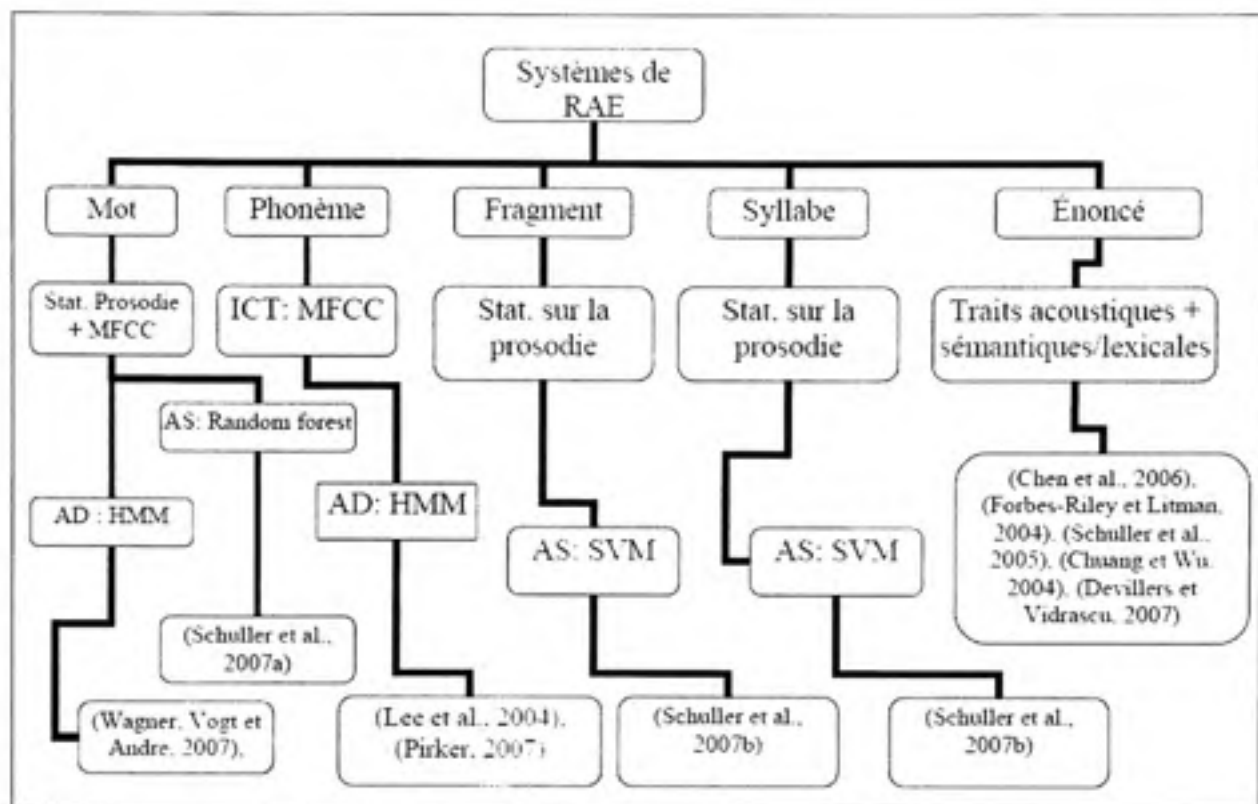 Systèmes de
RAE
Mot
Phonème
Fragment
Syllabe
Énoncé
Stat. Prosodie
+ MFCC
ICT: MFCC
Stat. sur la
prosodie
Stat. sur la
prosodie
Traits acoustiques +
sémantiques/lexicales
AS: Random forest
AD : HMM
AD: HMM
AS: SVM
AS: SVM
(Chen et al., 2006),
(Forbes-Riley et Litman,
2004). (Schuller et al.,
2005). (Chuang et Wu.
2004). (Devillers et
Vidrascu. 2007)
(Schuller et al.,
2007a)
(Wagner, Vogt et
Andre. 2007),
(Lee et al., 2004),
(Pirker, 2007)
(Schuller et al.,
2007b)
(Schuller et al.,
2007b)